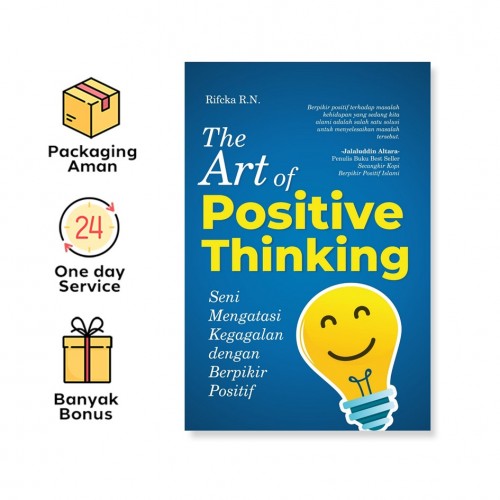 Packaging
Aman
24
One day
Service
Banyak
Bonus
Rifcka R.N.
Berpikir positif terhadap masalah
kehidupan yang sedang kita
alami adalah salah satu solusi
untuk menyelesaikan masalah
tersebut.
-Jalaluddin Altara-
Penulis Buku Best Seller
Secangkir Kopi
Berpikir Positif Islami
The
Art of
Positive
Thinking
Seni
Mengatasi
Kegagalan
dengan
Berpikir
Positif